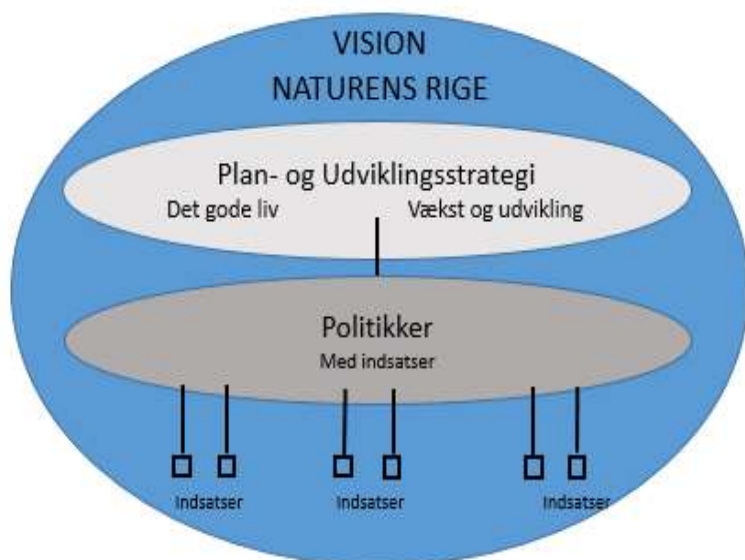 VISION
NATURENS RIGE
Plan- og Udviklingsstrategi
Det gode liv Vækst og udvikling
Politikker
Med indsatser
Indsatser Indsatser Indsatser